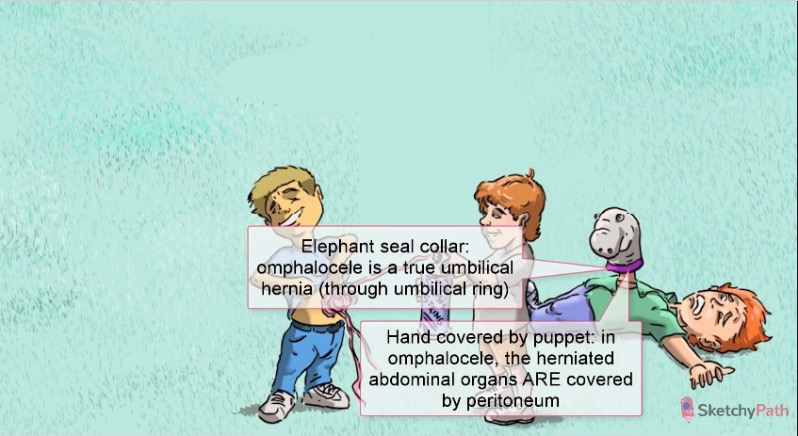 Elephant seal collar:
omphalocele is a true umbilical
hernia (through umbilical ring)
Hand covered by puppet: in
omphalocele, the herniated
abdominal organs ARE covered
by peritoneum
SketchyPath